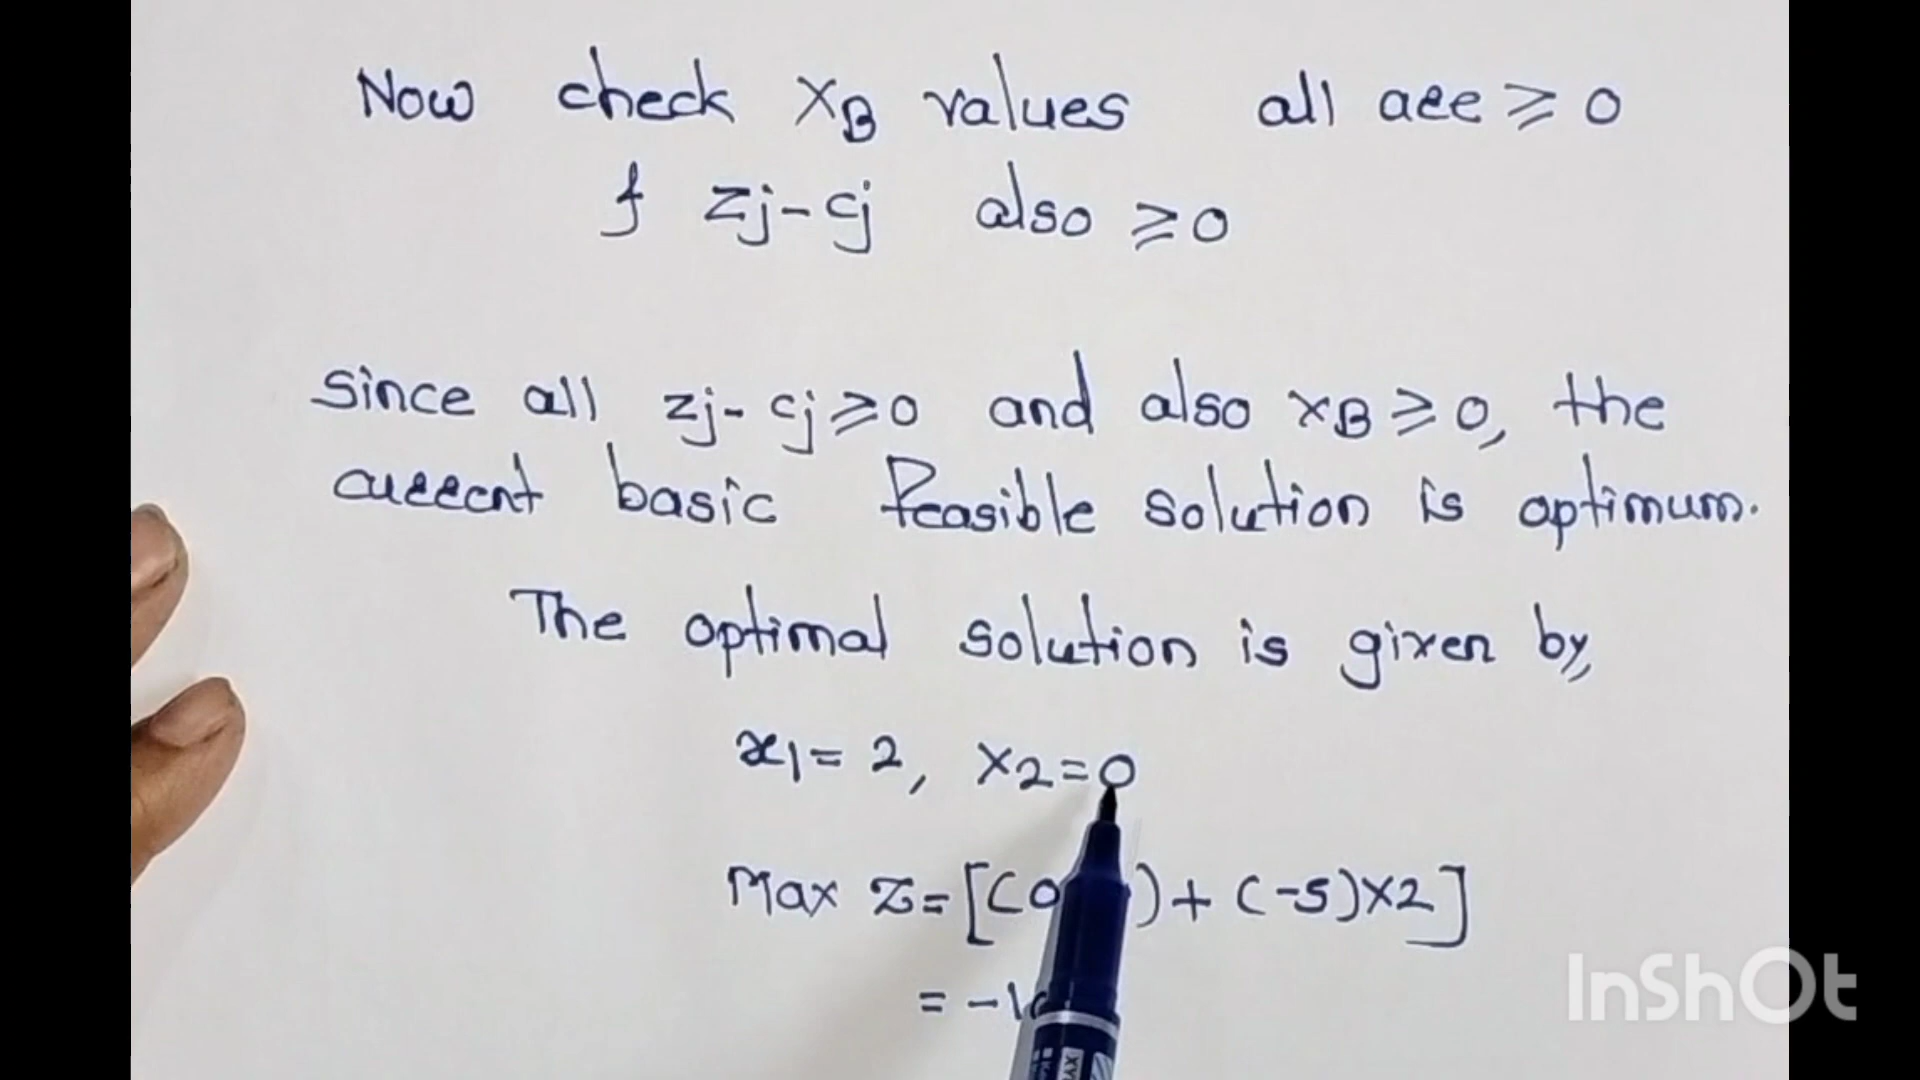 Now check XB values all are ≥ 0
& zj-cj also ≥0
Since all zj-cj≥0 and also XB≥0, the
current basic feasible solution is optimum.
The optimal solution is given by,
x1=2, x2=0
Max Z=[(0 )+(-5)x2]
= -10
InShOt